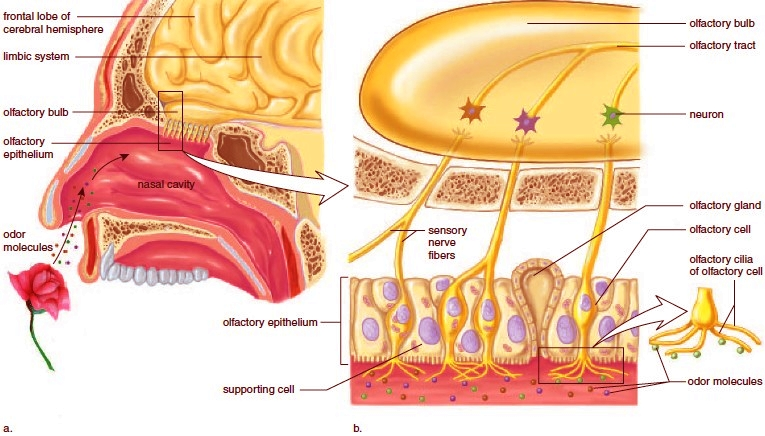 frontal lobe of
cerebral hemisphere
limbic system
olfactory bulb
olfactory
epithelium
nasal cavity
odor
molecules
a.
olfactory bulb
olfactory tract
neuron
olfactory gland
olfactory cell
sensory
nerve
fibers
olfactory cilia
of olfactory cell
olfactory epithelium
supporting cell
odor molecules
b.